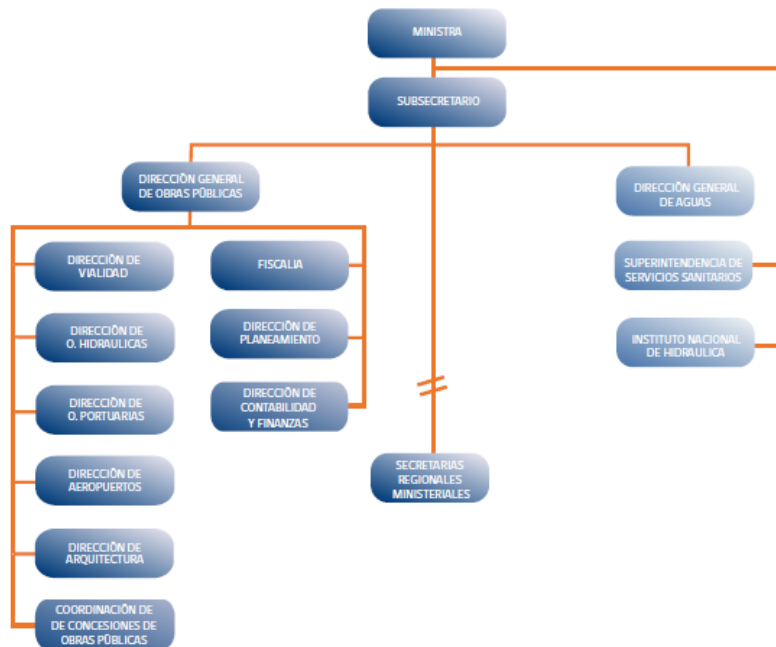 MINISTRA
SUBSECRETARIO
DIRECCIÓN GENERAL
DE OBRAS PÚBLICAS
DIRECCIÓN GENERAL
DE AGUAS
DIRECCIÓN DE
VIALIDAD
FISCALIA
SUPERINTENDENCIA DE
SERVICIOS SANITARIOS
DIRECCIÓN DE
O. HIDRAULICAS
DIRECCIÓN DE
PLANEAMIENTO
INSTITUTO NACIONAL
DE HIDRAULICA
DIRECCIÓN DE
O. PORTUARIAS
DIRECCIÓN DE
CONTABILIDAD
Y FINANZAS
DIRECCIÓN DE
AEROPUERTOS
SECRETARIAS
REGIONALES
MINISTERIALES
DIRECCIÓN DE
ARQUITECTURA
COORDINACIÓN DE
DE CONCESIONES DE
OBRAS PÚBLICAS